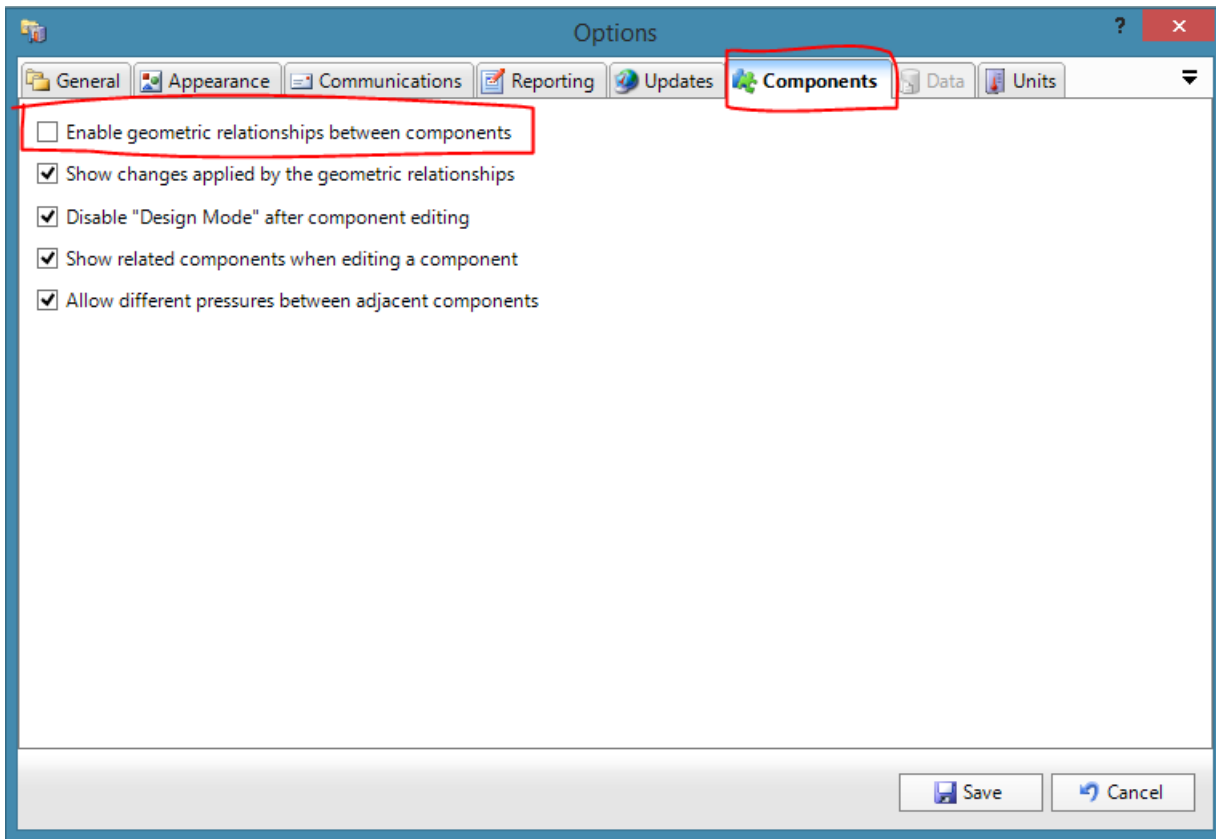 Options
?
General Appearance Communications Reporting Updates Components Data Units
Enable geometric relationships between components
Show changes applied by the geometric relationships
Disable "Design Mode" after component editing
Show related components when editing a component
Allow different pressures between adjacent components
Save Cancel